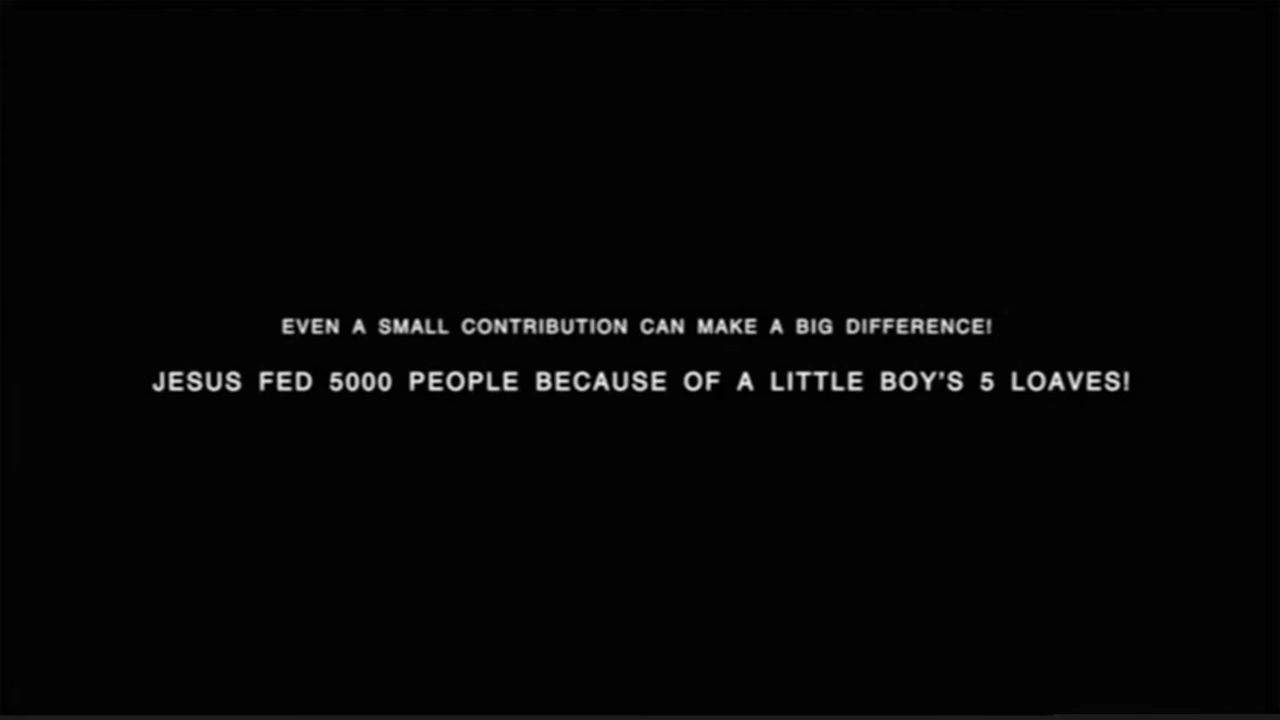 EVEN A SMALL CONTRIBUTION CAN MAKE A BIG DIFFERENCE!
JESUS FED 5000 PEOPLE BECAUSE OF A LITTLE BOY'S 5 LOAVES!